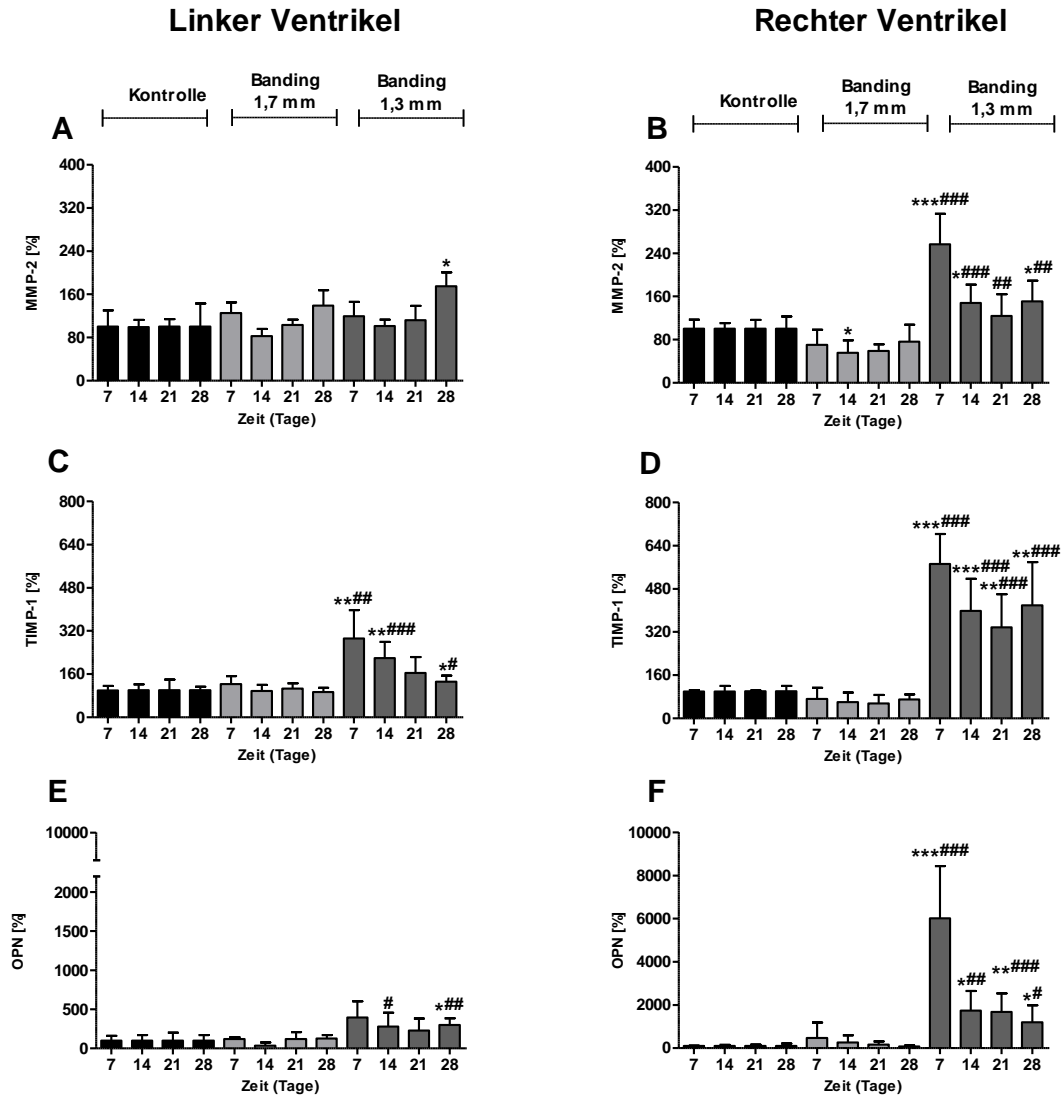 Linker Ventrikel
Rechter Ventrikel
Kontrolle
Banding
1,7 mm
Banding
1,3 mm
Kontrolle
Banding
1,7 mm
Banding
1,3 mm
A
MMP-2 [%]
400
320
240
160
80
0
*
7 14 21 28 7 14 21 28 7 14 21 28
Zeit (Tage)
B
MMP-2 [%]
400
320
240
160
80
0
*
***###
*###
##
*##
7 14 21 28 7 14 21 28 7 14 21 28
Zeit (Tage)
C
TIMP-1 [%]
800
640
480
320
160
0
**##
**###
*#
7 14 21 28 7 14 21 28 7 14 21 28
Zeit (Tage)
D
TIMP-1 [%]
800
640
480
320
160
0
***###
***###
**###
**###
7 14 21 28 7 14 21 28 7 14 21 28
Zeit (Tage)
E
OPN [%]
10000
2000
1500
1000
500
0
#
*##
7 14 21 28 7 14 21 28 7 14 21 28
Zeit (Tage)
F
OPN [%]
10000
8000
6000
4000
2000
0
***###
*##
**###
*#
7 14 21 28 7 14 21 28 7 14 21 28
Zeit (Tage)